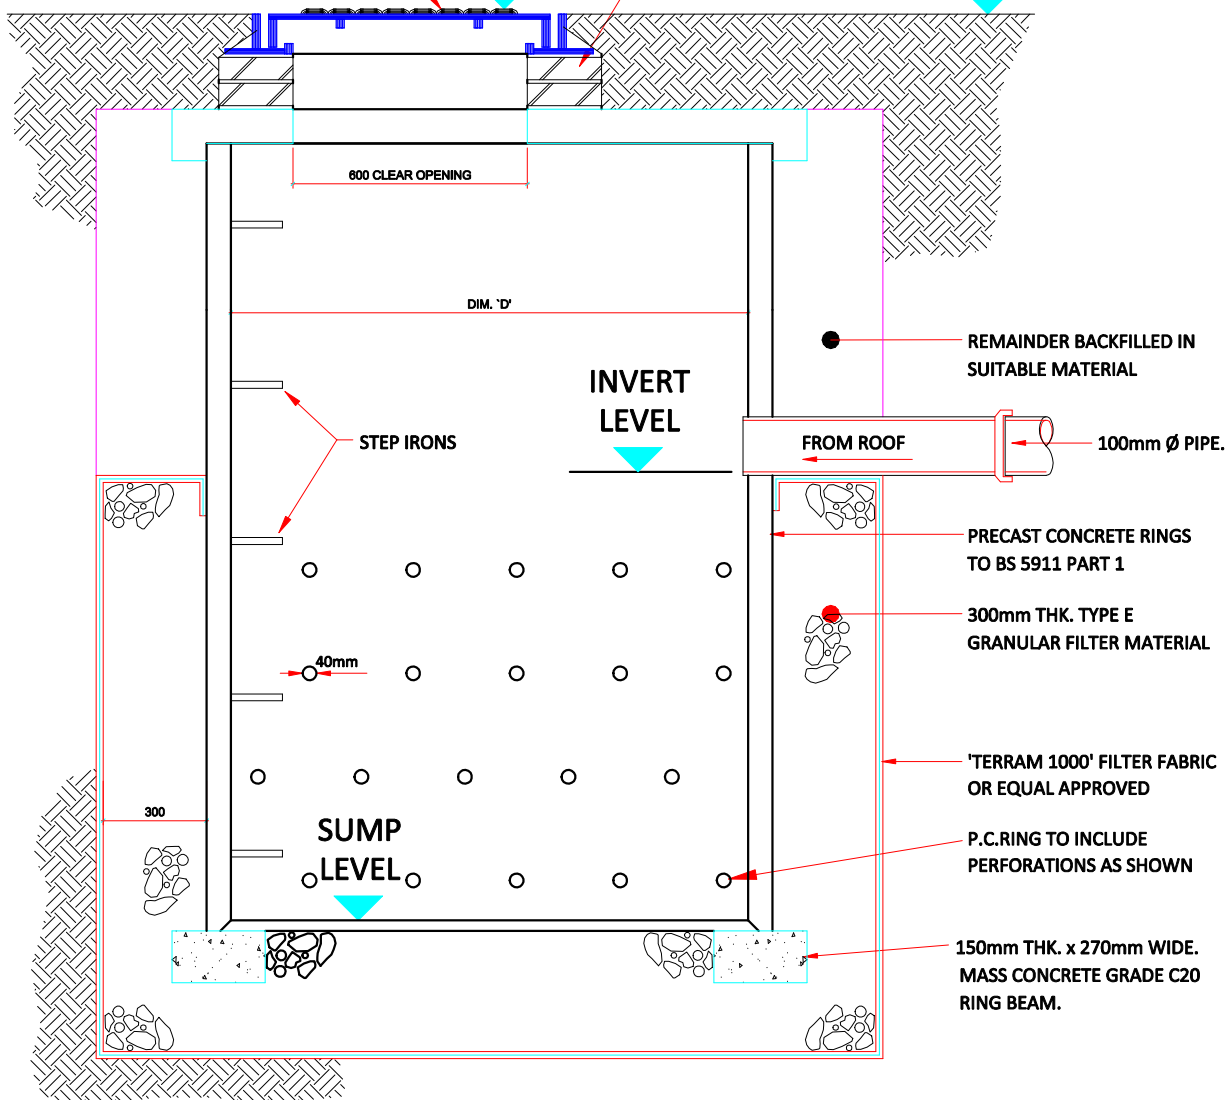 600 CLEAR OPENING
DIM. `D'
REMAINDER BACKFILLED IN
SUITABLE MATERIAL
INVERT
LEVEL
STEP IRONS
FROM ROOF
100mm Ø PIPE.
PRECAST CONCRETE RINGS
TO BS 5911 PART 1
300mm THK. TYPE E
GRANULAR FILTER MATERIAL
40mm
'TERRAM 1000' FILTER FABRIC
OR EQUAL APPROVED
300
SUMP
LEVEL
P.C.RING TO INCLUDE
PERFORATIONS AS SHOWN
150mm THK. x 270mm WIDE.
MASS CONCRETE GRADE C20
RING BEAM.